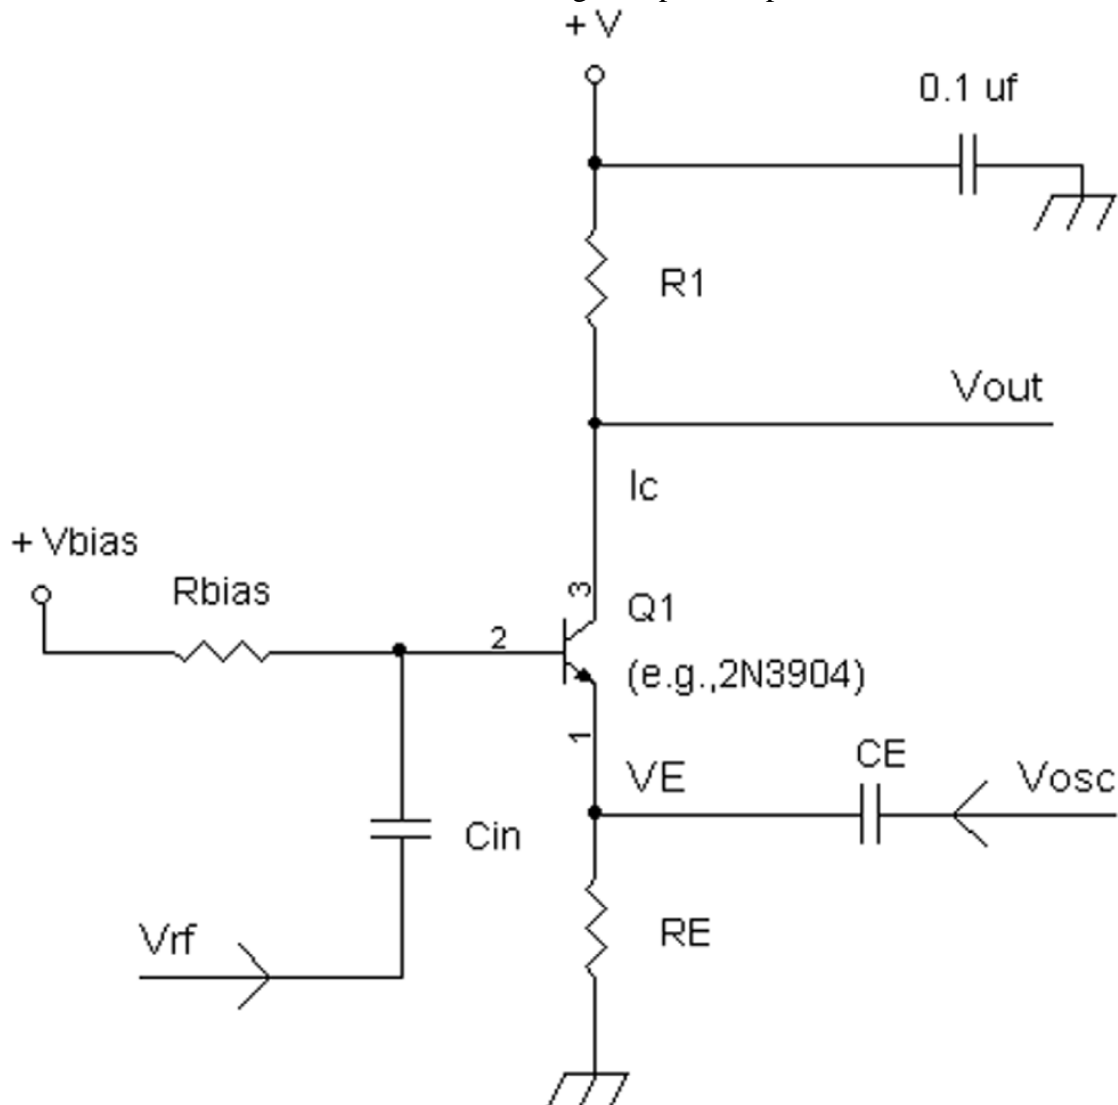 + V
0.1 uf
R1
Vout
Ic
+ Vbias
Rbias
3
Q1
2
(e.g.,2N3904)
1
VE
CE
Vosc
Cin
Vrf
RE